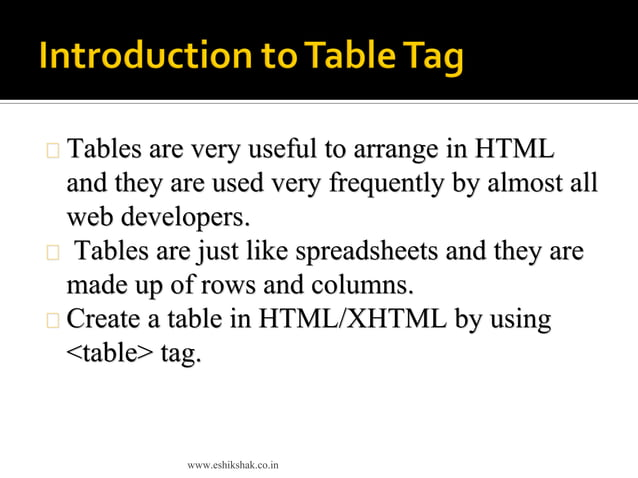 Introduction to Table Tag
Tables are very useful to arrange in HTML
and they are used very frequently by almost all
web developers.
Tables are just like spreadsheets and they are
made up of rows and columns.
Create a table in HTML/XHTML by using
<table> tag.
www.eshikshak.co.in